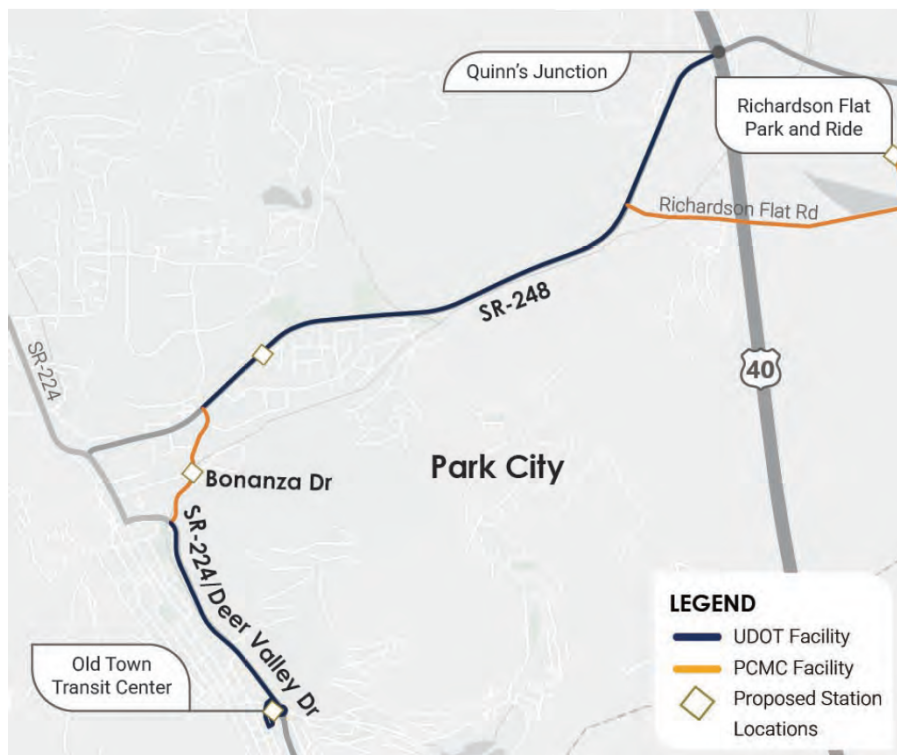 Quinn's Junction
Richardson Flat
Park and Ride
Richardson Flat Rd
SR-248
SR-224
40
Park City
Bonanza Dr
SR-224/Deer Valley Dr
Old Town
Transit Center
LEGEND
UDOT Facility
PCMC Facility
Proposed Station
Locations